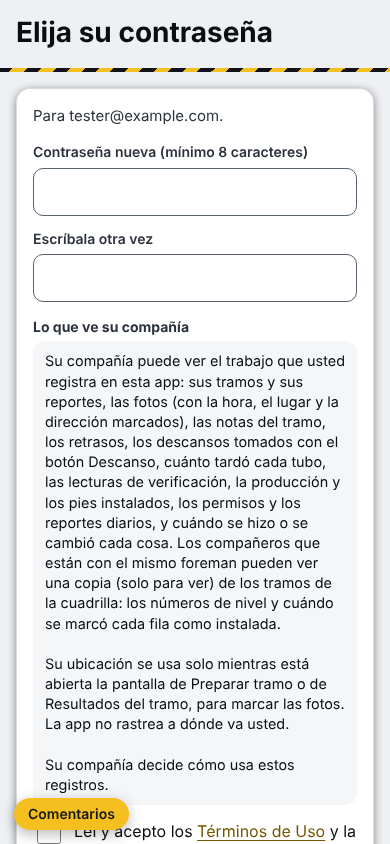 Elija su contraseña
Para tester@example.com.
Contraseña nueva (mínimo 8 caracteres)
Escríbala otra vez
Lo que ve su compañía
Su compañía puede ver el trabajo que usted
registra en esta app: sus tramos y sus
reportes, las fotos (con la hora, el lugar y la
dirección marcados), las notas del tramo,
los retrasos, los descansos tomados con el
botón Descanso, cuánto tardó cada tubo,
las lecturas de verificación, la producción y
los pies instalados, los permisos y los
reportes diarios, y cuándo se hizo o se
cambió cada cosa. Los compañeros que
están con el mismo foreman pueden ver
una copia (solo para ver) de los tramos de
la cuadrilla: los números de nivel y cuándo
se marcó cada fila como instalada.
Su ubicación se usa solo mientras está
abierta la pantalla de Preparar tramo o de
Resultados del tramo, para marcar las fotos.
La app no rastrea a dónde va usted.
Su compañía decide cómo usa estos
registros.
Comentarios
Leí y acepto los Términos de Uso y la